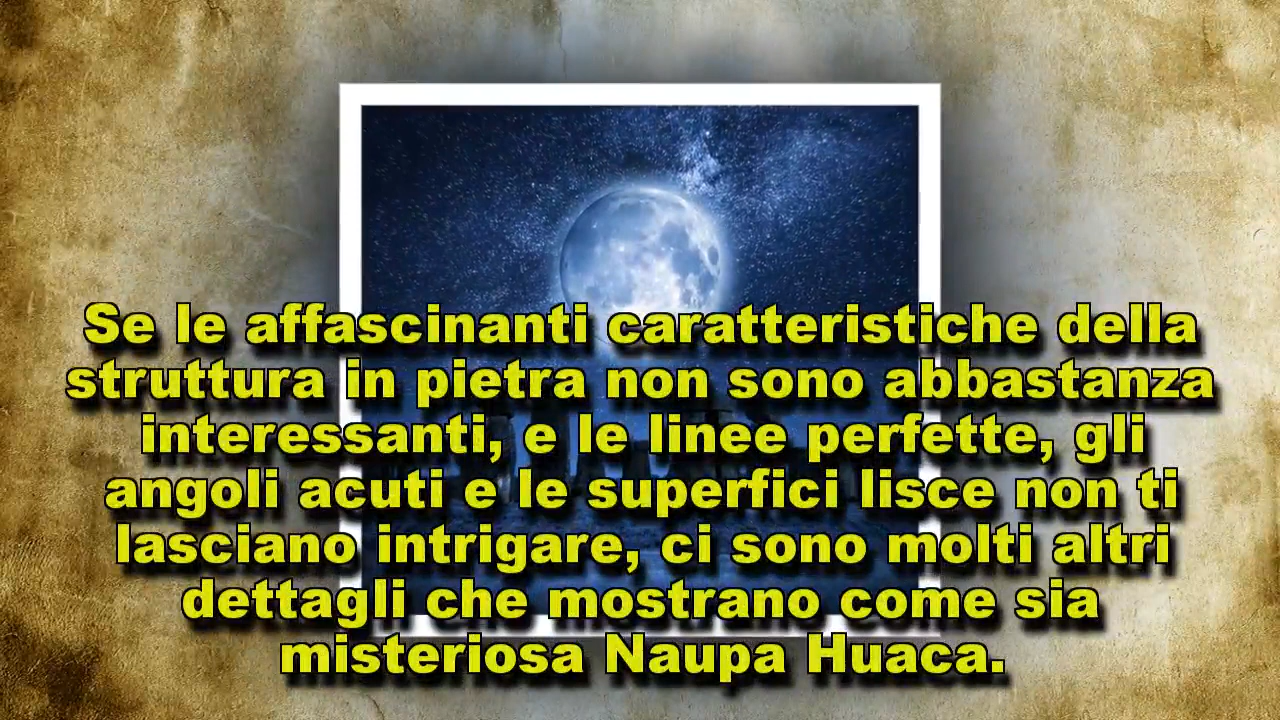 Se le affascinanti caratteristiche della
struttura in pietra non sono abbastanza
interessanti, e le linee perfette, gli
angoli acuti e le superfici lisce non ti
lasciano intrigare, ci sono molti altri
dettagli che mostrano come sia
misteriosa Naupa Huaca.